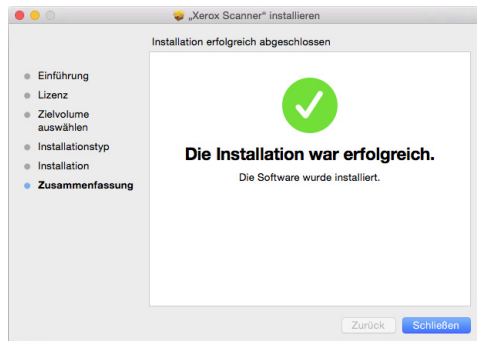 „Xerox Scanner“ installieren
Installation erfolgreich abgeschlossen
Einführung
Lizenz
Zielvolume
auswählen
Installationstyp
Installation
Zusammenfassung
Die Installation war erfolgreich.
Die Software wurde installiert.
Zurück
Schließen